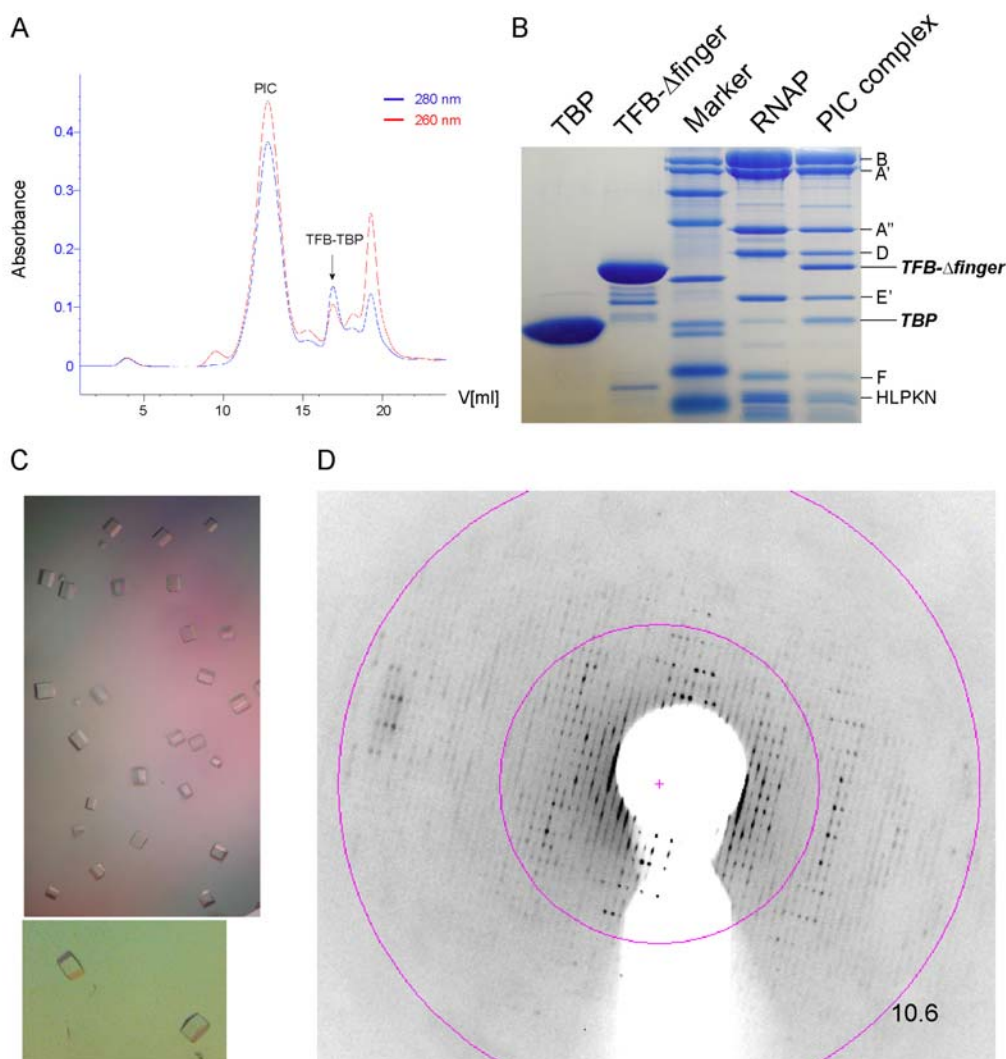 A
PIC
280 nm
260 nm
0.4
0.3
Absorbance
TFB-TBP
0.2
0.1
0
5
10
15
20
V[ml]
B
TBP
TFB-Δfinger
Marker
RNAP
PIC complex
B
A'
A''
D
TFB-Δfinger
E'
TBP
F
HLPKN
C
D
10.6